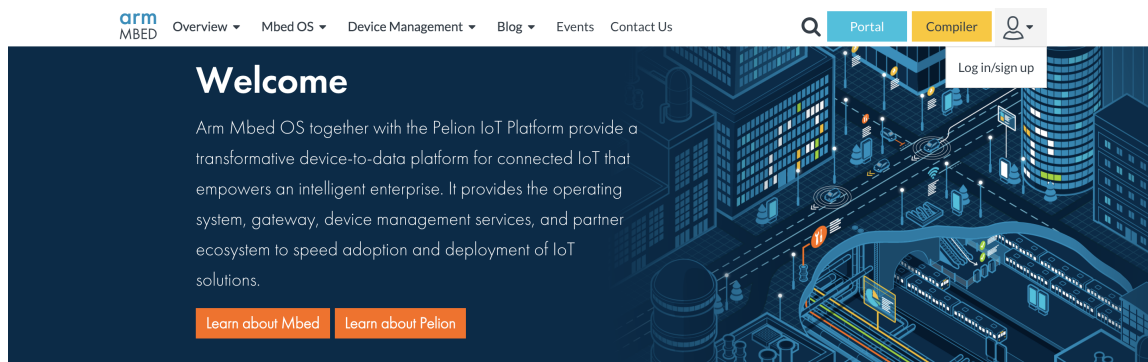 arm
MBED
Overview
Mbed OS
Device Management
Blog
Events
Contact Us
Portal
Compiler
Log in/sign up
Welcome
Arm Mbed OS together with the Pelion IoT Platform provide a
transformative device-to-data platform for connected IoT that
empowers an intelligent enterprise. It provides the operating
system, gateway, device management services, and partner
ecosystem to speed adoption and deployment of IoT
solutions.
Learn about Mbed
Learn about Pelion